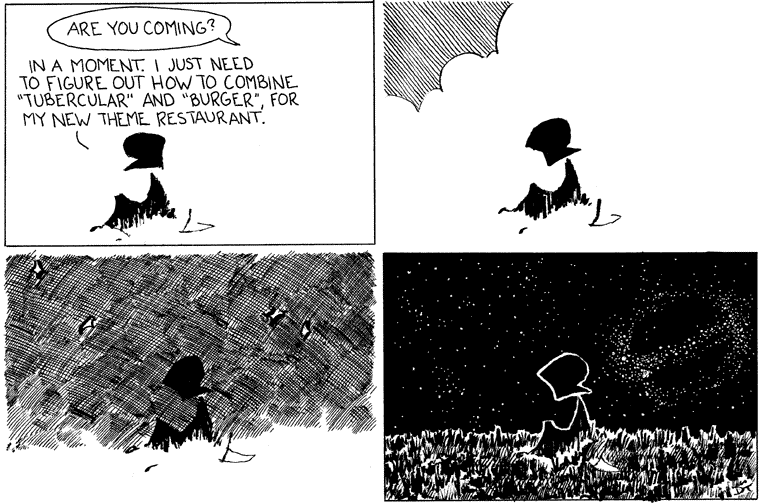 ARE YOU COMING?
IN A MOMENT. I JUST NEED
TO FIGURE OUT HOW TO COMBINE
"TUBERCULAR" AND "BURGER", FOR
MY NEW THEME RESTAURANT.